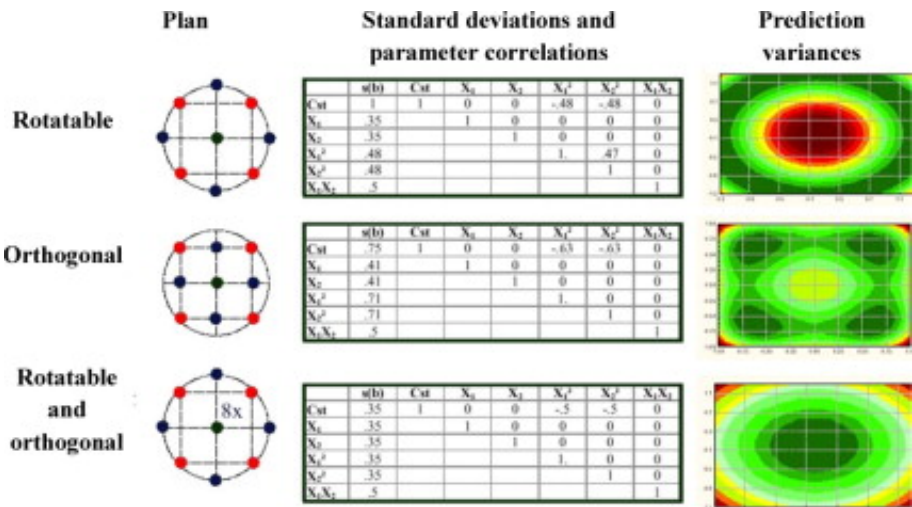 Plan Standard deviations and parameter correlations Prediction variances
Rotatable
s(b) Cst X₁ X₂ X₁² X₂² X₁X₂
Cst 1 1 0 0 -.48 -.48 0
X₁ .35 1 0 0 0 0
X₂ .35 1 0 0 0
X₁² .48 1. .47 0
X₂² .48 1 0
X₁X₂ .5 1
Orthogonal
s(b) Cst X₁ X₂ X₁² X₂² X₁X₂
Cst .75 1 0 0 -.63 -.63 0
X₁ .41 1 0 0 0 0
X₂ .41 1 0 0 0
X₁² .71 1. 0 0
X₂² .71 1 0
X₁X₂ .5 1
Rotatable and orthogonal
8x
s(b) Cst X₁ X₂ X₁² X₂² X₁X₂
Cst .35 1 0 0 -.5 -.5 0
X₁ .35 1 0 0 0 0
X₂ .35 1 0 0 0
X₁² .35 1. 0 0
X₂² .35 1 0
X₁X₂ .5 1